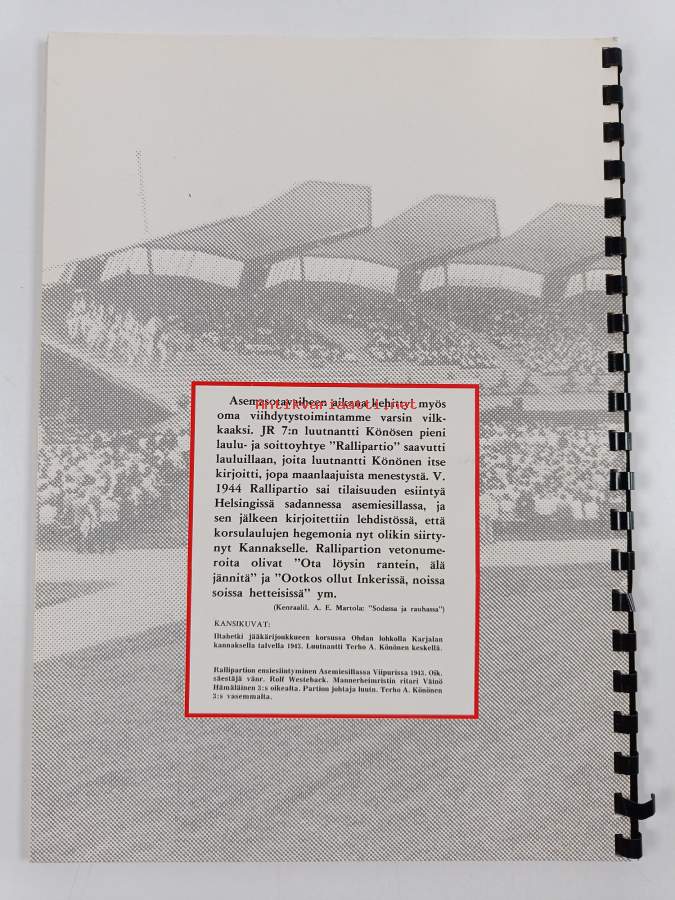 Asemasotavaiheen aikana kehittyi myös
Antikvariaatti.net
oma viihdytystoimintamme varsin vilk-
kaaksi. JR 7:n luutnantti Könösen pieni
laulu- ja soittoyhtye "Rallipartio" saavutti
lauluillaan, joita luutnantti Könönen itse
kirjoitti, jopa maanlaajuista menestystä. V.
1944 Rallipartio sai tilaisuuden esiintyä
Helsingissä sadannessa asemiesillassa, ja
sen jälkeen kirjoitettiin lehdistössä, että
korsulaulujen hegemonia nyt olikin siirty-
nyt Kannakselle. Rallipartion vetonume-
roita olivat "Ota löysin rantein, älä
jännitä" ja "Ootkos ollut Inkerissä, noissa
soissa hetteisissä" ym.
(Kenraalil. A. E. Martola: "Sodassa ja rauhassa")
KANSIKUVAT:
Iltahetki jääkärijoukkueen korsussa Ohdan lohkolla Karjalan
kannaksella talvella 1943. Luutnantti Terho A. Könönen keskellä.
Rallipartion ensiesiintyminen Asemiesillassa Viipurissa 1943. Oik.
säestäjä vänr. Rolf Westeback. Mannerheimristin ritari Väinö
Hämäläinen 3:s oikealta. Partion johtaja luutn. Terho A. Könönen
3:s vasemmalta.